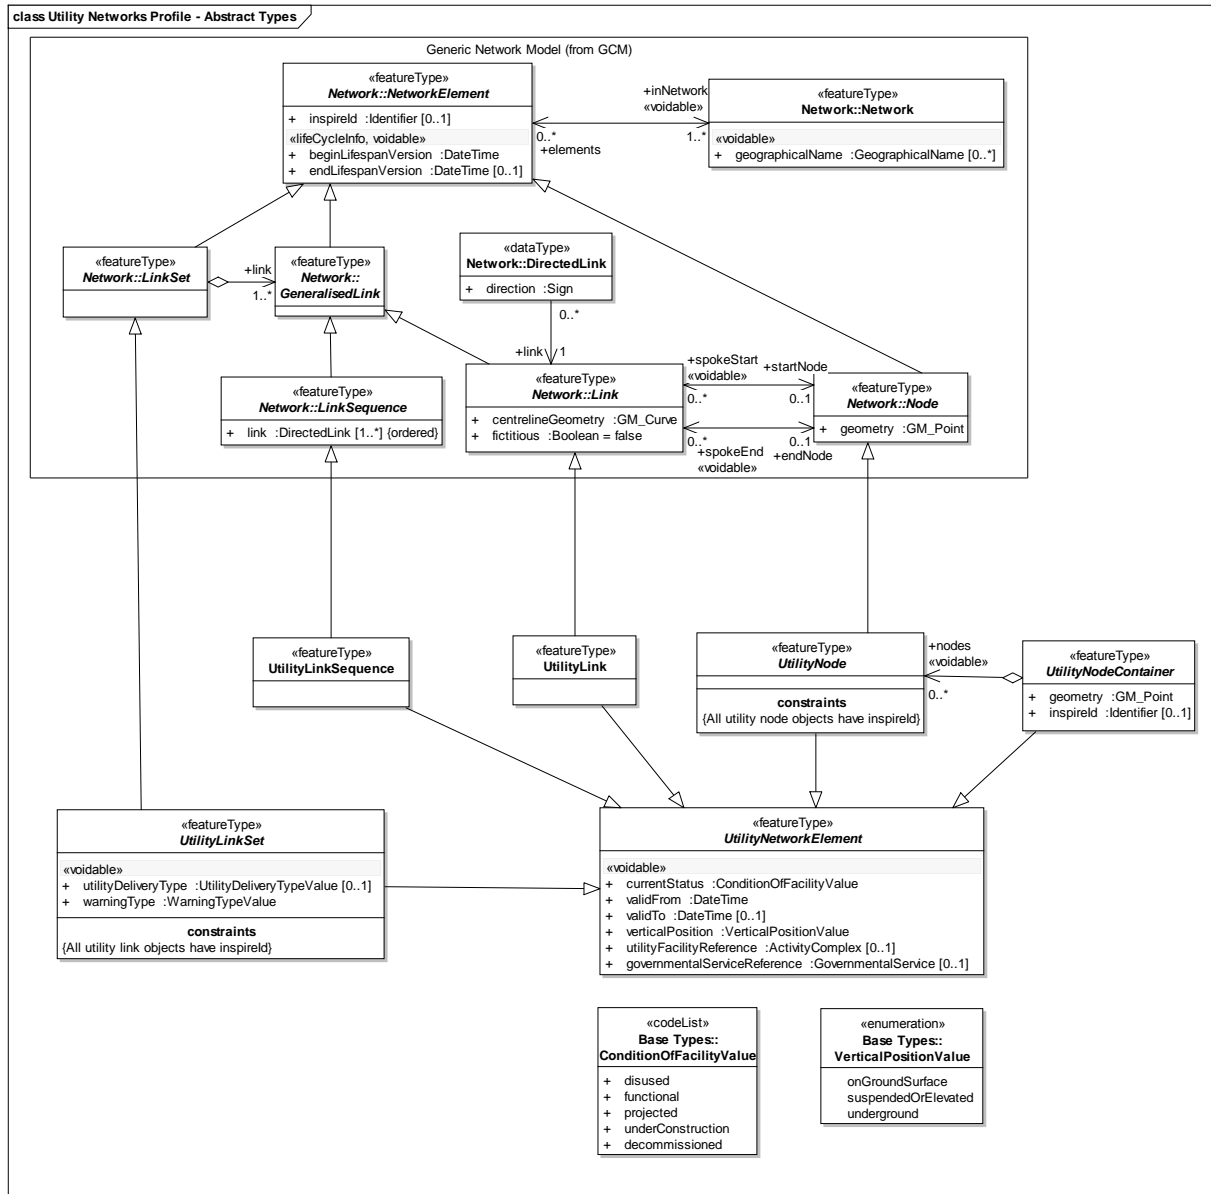 class Utility Networks Profile - Abstract Types
Generic Network Model (from GCM)
«featureType»
Network::NetworkElement
+ inspireId :Identifier [0..1]
«lifeCycleInfo, voidable»
+ beginLifespanVersion :DateTime
+ endLifespanVersion :DateTime [0..1]
+inNetwork
«voidable»
0..*
1..*
+elements
«featureType»
Network::Network
«voidable»
+ geographicalName :GeographicalName [0..*]
«featureType»
Network::LinkSet
+link
1..*
«featureType»
Network::
GeneralisedLink
«dataType»
Network::DirectedLink
+ direction :Sign
0..*
+link
1
«featureType»
Network::LinkSequence
+ link :DirectedLink [1..*] {ordered}
«featureType»
Network::Link
+ centrelineGeometry :GM_Curve
+ fictitious :Boolean = false
+spokeStart
«voidable»
0..*
+startNode
0..1
0..*
+spokeEnd
«voidable»
0..1
+endNode
«featureType»
Network::Node
+ geometry :GM_Point
«featureType»
UtilityLinkSequence
«featureType»
UtilityLink
«featureType»
UtilityNode
constraints
{All utility node objects have inspireId}
+nodes
«voidable»
0..*
«featureType»
UtilityNodeContainer
+ geometry :GM_Point
+ inspireId :Identifier [0..1]
«featureType»
UtilityLinkSet
«voidable»
+ utilityDeliveryType :UtilityDeliveryTypeValue [0..1]
+ warningType :WarningTypeValue
constraints
{All utility link objects have inspireId}
«featureType»
UtilityNetworkElement
«voidable»
+ currentStatus :ConditionOfFacilityValue
+ validFrom :DateTime
+ validTo :DateTime [0..1]
+ verticalPosition :VerticalPositionValue
+ utilityFacilityReference :ActivityComplex [0..1]
+ governmentalServiceReference :GovernmentalService [0..1]
«codeList»
Base Types::
ConditionOfFacilityValue
+ disused
+ functional
+ projected
+ underConstruction
+ decommissioned
«enumeration»
Base Types::
VerticalPositionValue
onGroundSurface
suspendedOrElevated
underground